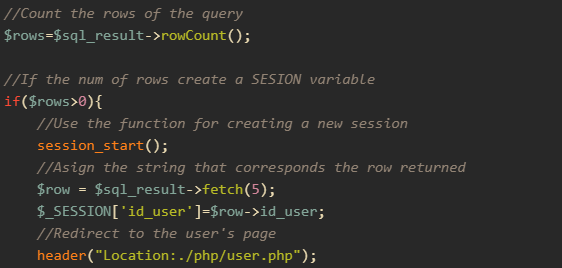 //Count the rows of the query
$rows=$sql_result->rowCount();
//If the num of rows create a SESION variable
if($rows>0){
//Use the function for creating a new session
session_start();
//Asign the string that corresponds the row returned
$row = $sql_result->fetch(5);
$_SESSION['id_user']=$row->id_user;
//Redirect to the user's page
header("Location:./php/user.php");